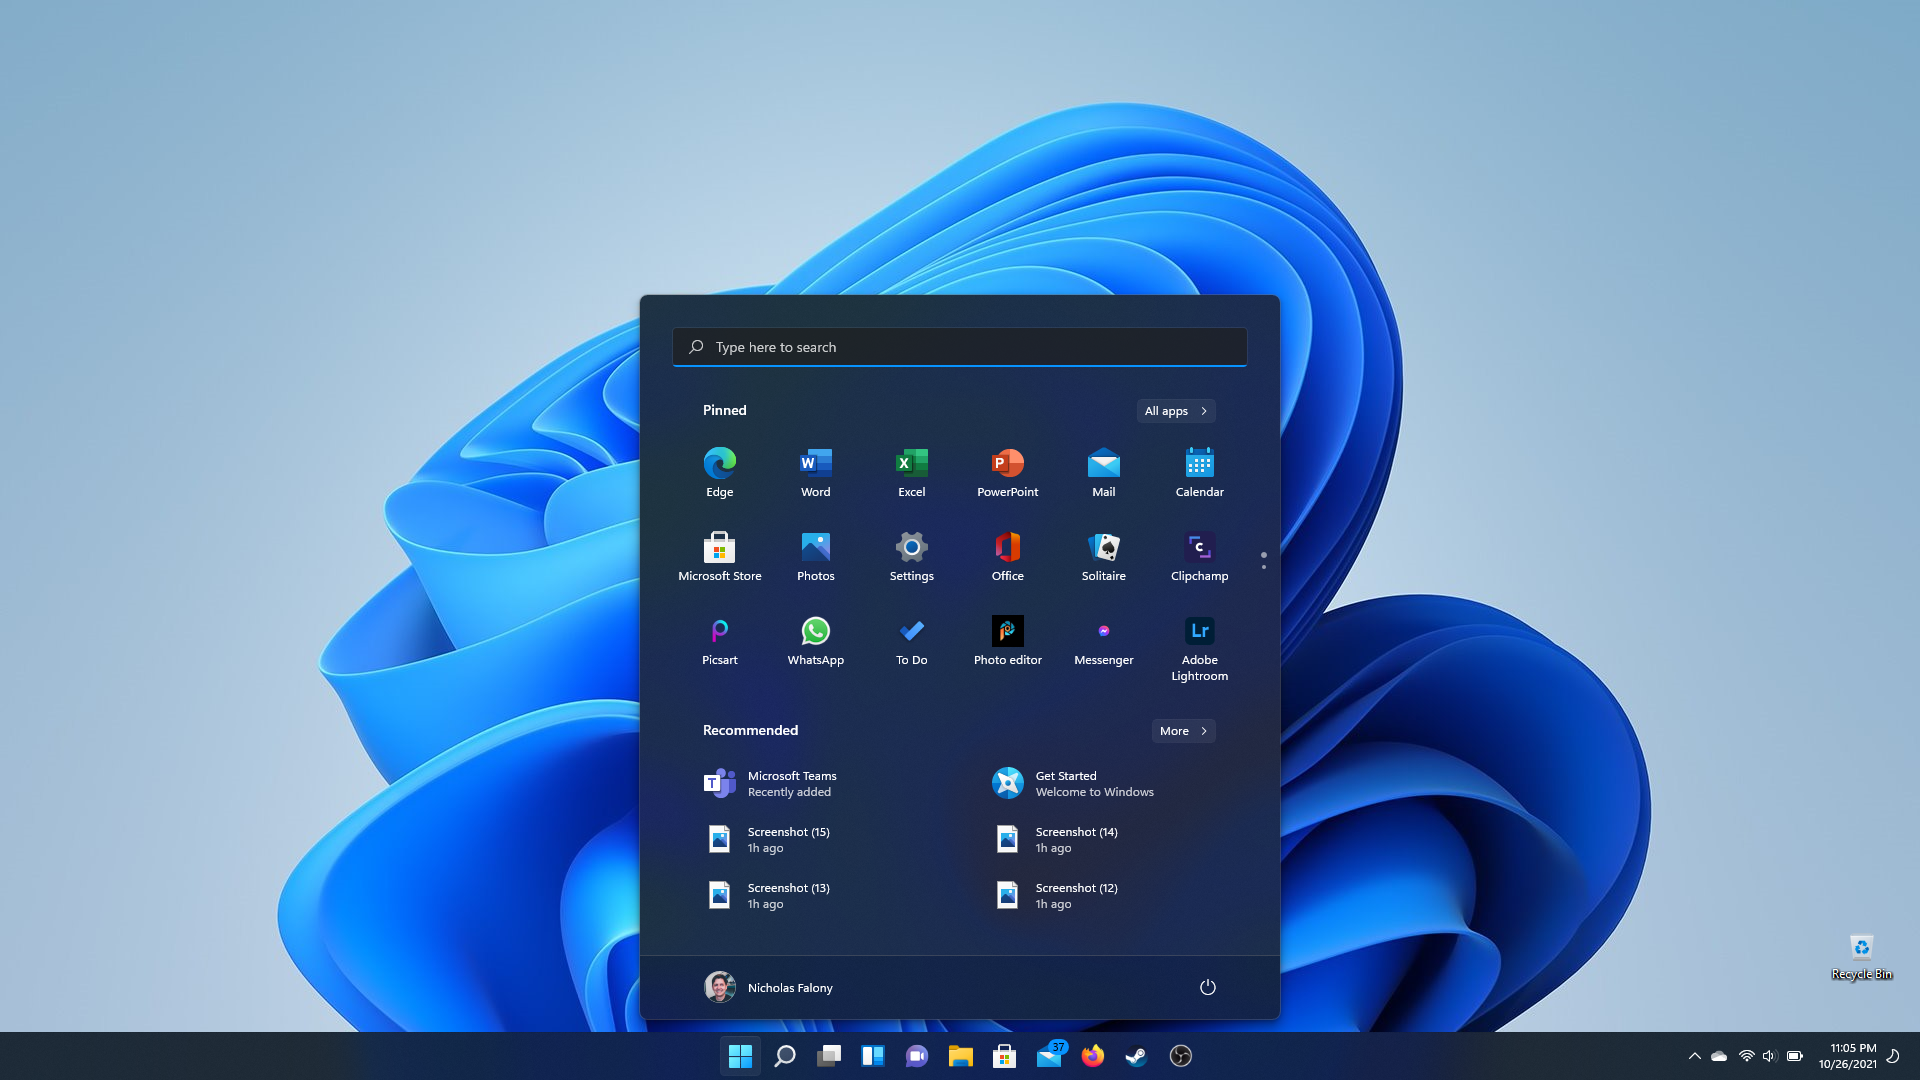 Type here to search
Pinned
All apps
Edge
Word
Excel
PowerPoint
Mail
Calendar
Microsoft Store
Photos
Settings
Office
Solitaire
Clipchamp
Picsart
WhatsApp
To Do
Photo editor
Messenger
Adobe
Lightroom
Recommended
More
Microsoft Teams
Recently added
Get Started
Welcome to Windows
Screenshot (15)
1h ago
Screenshot (14)
1h ago
Screenshot (13)
1h ago
Screenshot (12)
1h ago
Recycle Bin
Nicholas Falony
37
11:05 PM
10/26/2021